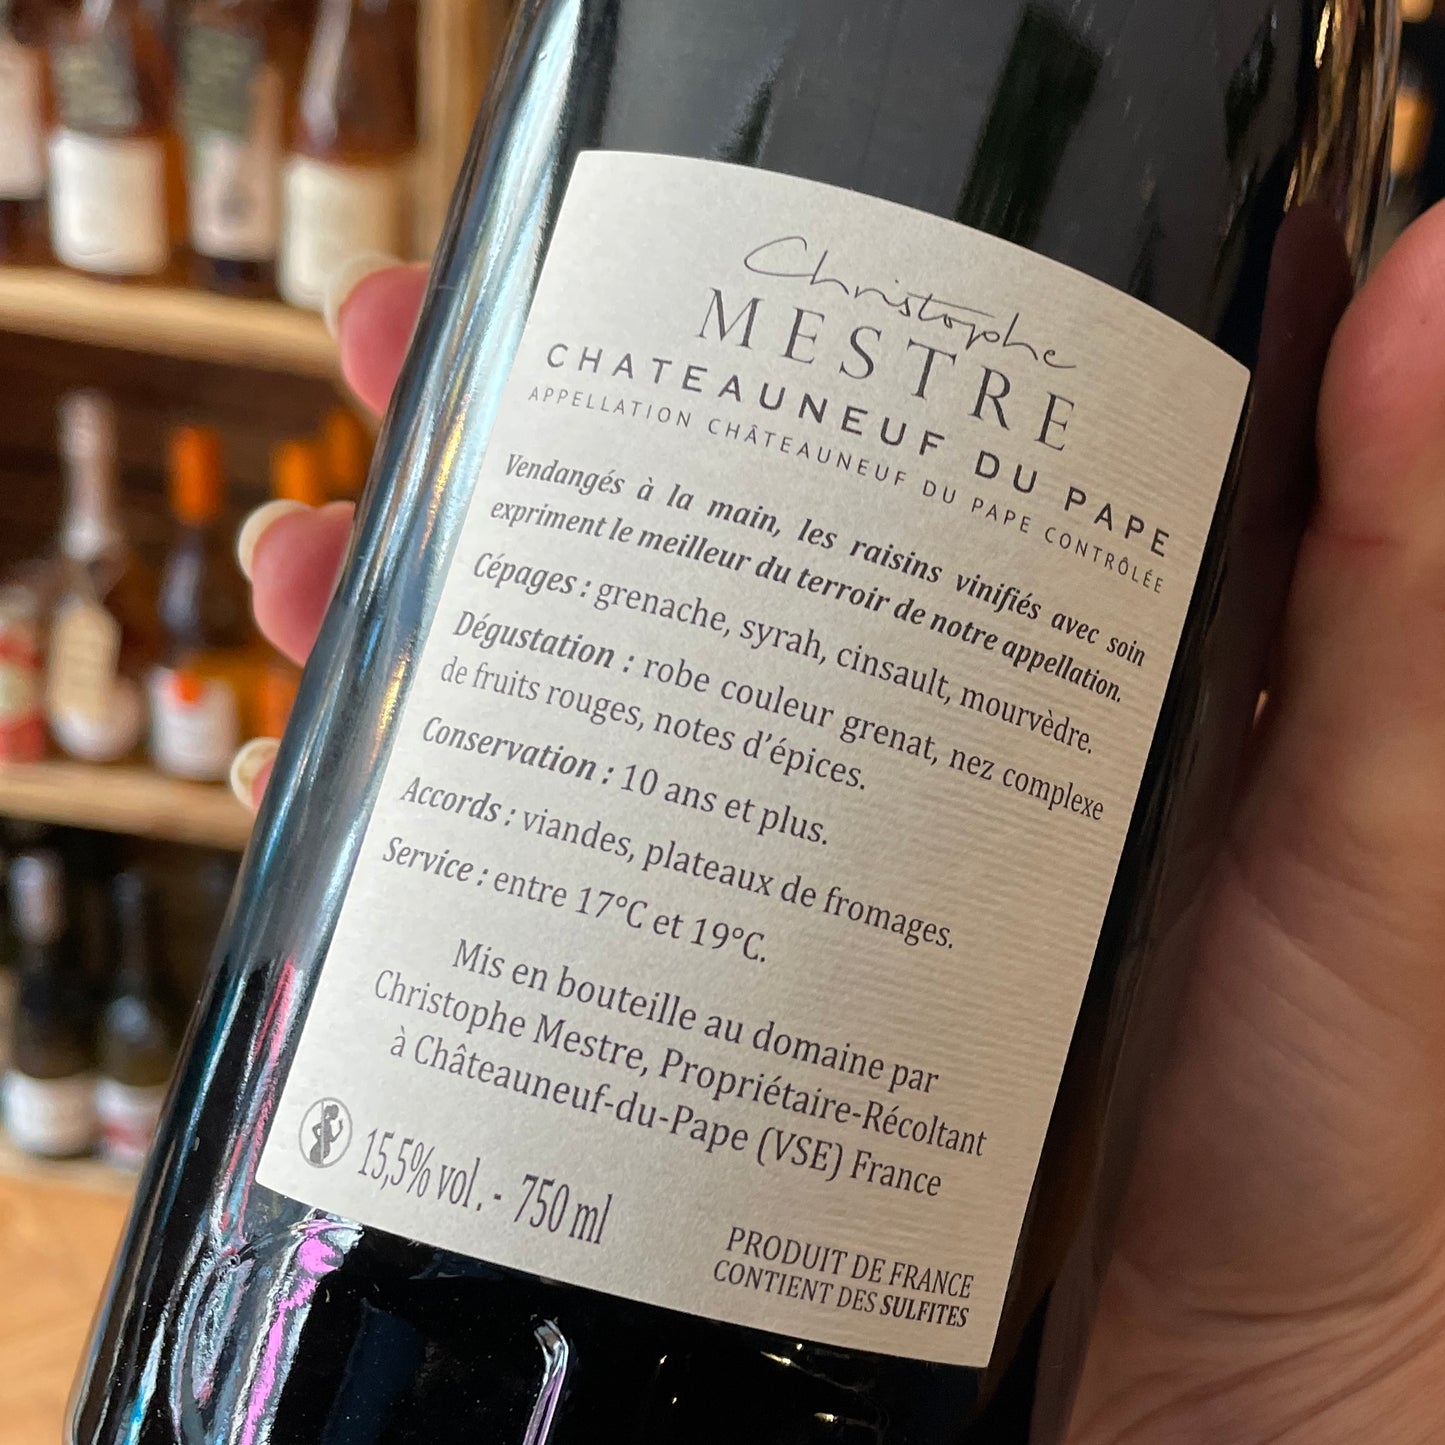 Christophe
MESTRE
CHATEAUNEUF DU PAPE
APPELLATION CHÂTEAUNEUF DU PAPE CONTRÔLÉE
Vendangés à la main, les raisins vinifiés avec soin
expriment le meilleur du terroir de notre appellation.
Cépages : grenache, syrah, cinsault, mourvèdre.
Dégustation : robe couleur grenat, nez complexe
de fruits rouges, notes d’épices.
Conservation : 10 ans et plus.
Accords : viandes, plateaux de fromages.
Service : entre 17°C et 19°C.
Mis en bouteille au domaine par
Christophe Mestre, Propriétaire-Récoltant
à Châteauneuf-du-Pape (VSE) France
15,5% vol. - 750 ml
PRODUIT DE FRANCE
CONTIENT DES SULFITES